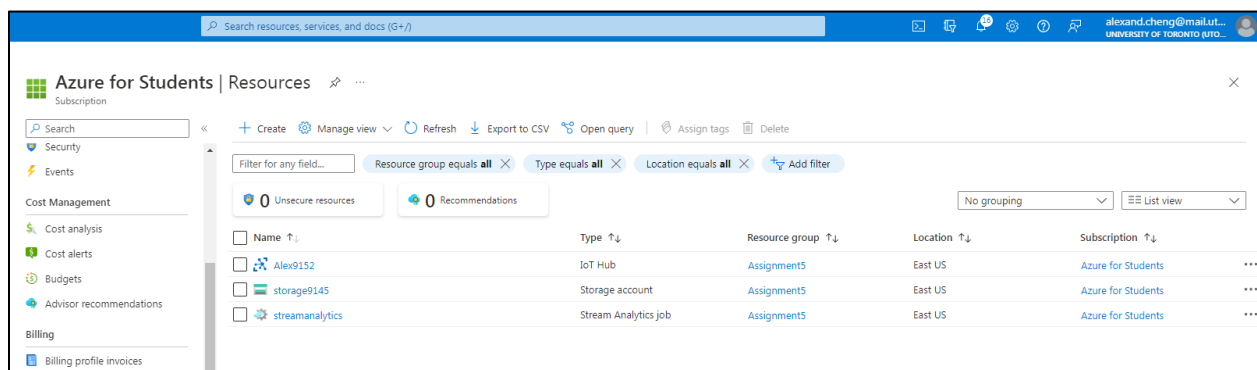 Search resources, services, and docs (G+/)
16
alexand.cheng@mail.ut...
UNIVERSITY OF TORONTO (UTO...
Azure for Students | Resources ...
Subscription
Search
«
Security
Events
Cost Management
Cost analysis
Cost alerts
Budgets
Advisor recommendations
Billing
Billing profile invoices
+ Create Manage view Refresh Export to CSV Open query Assign tags Delete
Filter for any field... Resource group equals all Type equals all Location equals all Add filter
0 Unsecure resources 0 Recommendations
No grouping List view
Name ↑↓ Type ↑↓ Resource group ↑↓ Location ↑↓ Subscription ↑↓
Alex9152 IoT Hub Assignment5 East US Azure for Students ...
storage9145 Storage account Assignment5 East US Azure for Students ...
streamanalytics Stream Analytics job Assignment5 East US Azure for Students ...